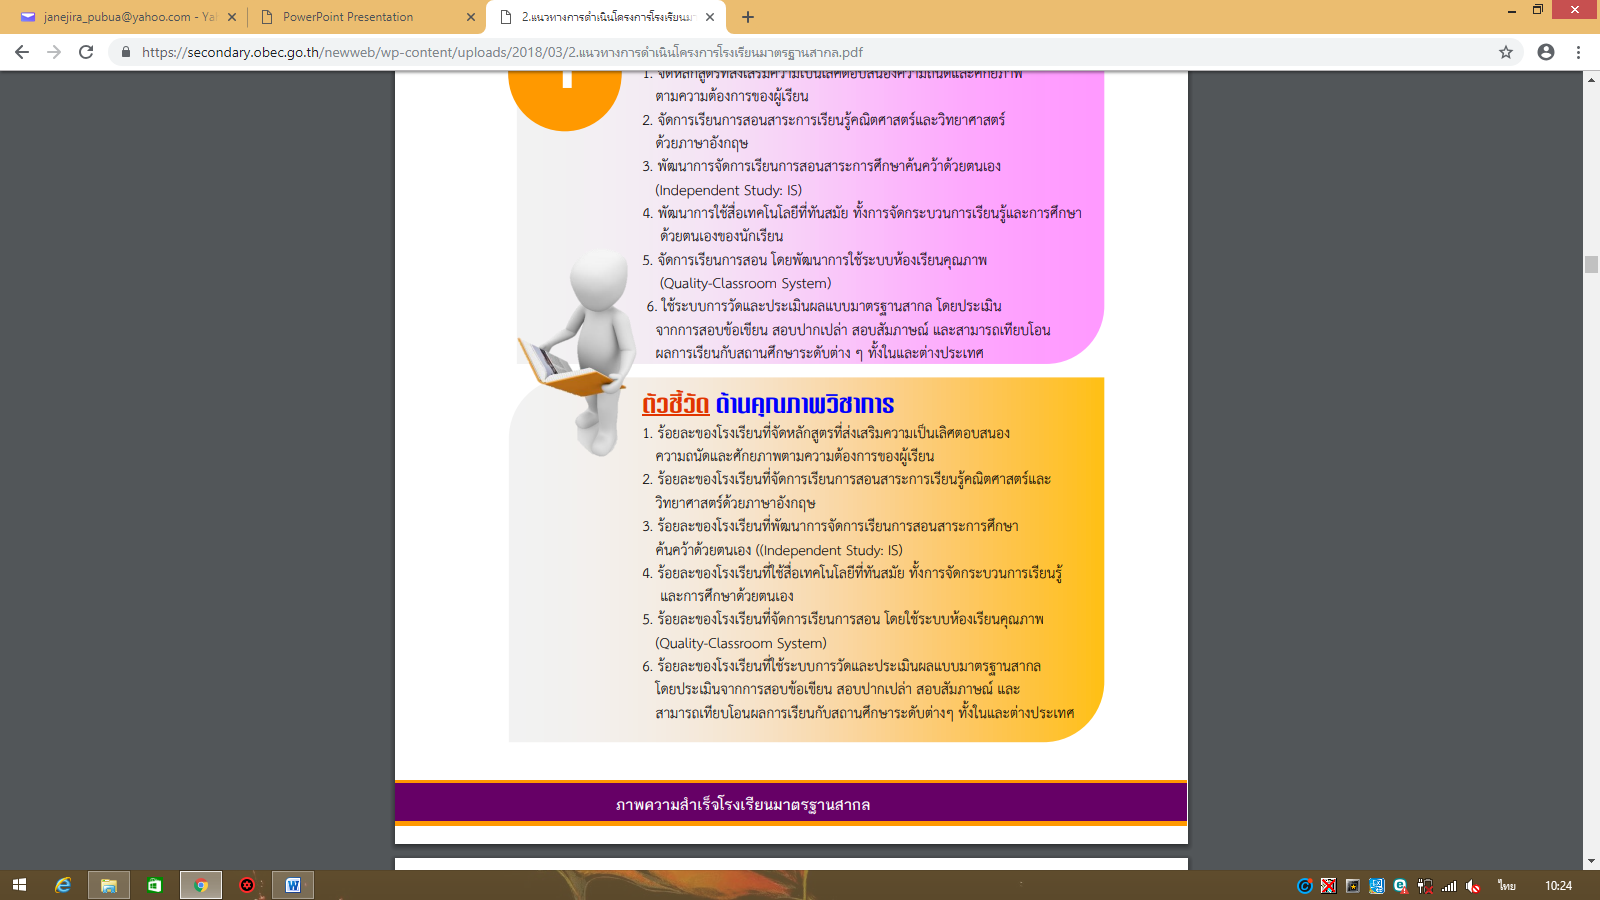 janejira_pubua@yahoo.com - Ya
PowerPoint Presentation
2.แนวทางการดำเนินโครงการโรงเรียนมา
https://secondary.obec.go.th/newweb/wp-content/uploads/2018/03/2.แนวทางการดำเนินโครงการโรงเรียนมาตรฐานสากล.pdf
1. จัดหลักสูตรที่ส่งเสริมความเป็นเลิศตอบสนองความถนัดและศักยภาพ
ตามความต้องการของผู้เรียน
2. จัดการเรียนการสอนสาระการเรียนรู้คณิตศาสตร์และวิทยาศาสตร์
ด้วยภาษาอังกฤษ
3. พัฒนาการจัดการเรียนการสอนสาระการศึกษาค้นคว้าด้วยตนเอง
(Independent Study: IS)
4. พัฒนาการใช้สื่อเทคโนโลยีที่ทันสมัย ทั้งการจัดกระบวนการเรียนรู้และการศึกษา
ด้วยตนเองของนักเรียน
5. จัดการเรียนการสอน โดยพัฒนาการใช้ระบบห้องเรียนคุณภาพ
(Quality-Classroom System)
6. ใช้ระบบการวัดและประเมินผลแบบมาตรฐานสากล โดยประเมิน
จากการสอบข้อเขียน สอบปากเปล่า สอบสัมภาษณ์ และสามารถเทียบโอน
ผลการเรียนกับสถานศึกษาระดับต่าง ๆ ทั้งในและต่างประเทศ
ตัวชี้วัด ด้านคุณภาพวิชาการ
1. ร้อยละของโรงเรียนที่จัดหลักสูตรที่ส่งเสริมความเป็นเลิศตอบสนอง
ความถนัดและศักยภาพตามความต้องการของผู้เรียน
2. ร้อยละของโรงเรียนที่จัดการเรียนการสอนสาระการเรียนรู้คณิตศาสตร์และ
วิทยาศาสตร์ด้วยภาษาอังกฤษ
3. ร้อยละของโรงเรียนที่พัฒนาการจัดการเรียนการสอนสาระการศึกษา
ค้นคว้าด้วยตนเอง ((Independent Study: IS)
4. ร้อยละของโรงเรียนที่ใช้สื่อเทคโนโลยีที่ทันสมัย ทั้งการจัดกระบวนการเรียนรู้
และการศึกษาด้วยตนเอง
5. ร้อยละของโรงเรียนที่จัดการเรียนการสอน โดยใช้ระบบห้องเรียนคุณภาพ
(Quality-Classroom System)
6. ร้อยละของโรงเรียนที่ใช้ระบบการวัดและประเมินผลแบบมาตรฐานสากล
โดยประเมินจากการสอบข้อเขียน สอบปากเปล่า สอบสัมภาษณ์ และ
สามารถเทียบโอนผลการเรียนกับสถานศึกษาระดับต่างๆ ทั้งในและต่างประเทศ
ภาพความสำเร็จโรงเรียนมาตรฐานสากล
ไทย
10:24